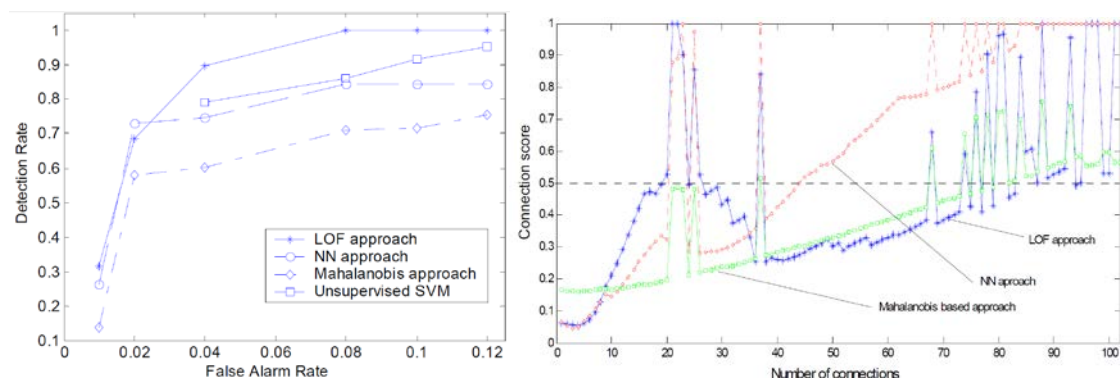 1
0.9
0.8
0.7
0.6
0.5
0.4
0.3
0.2
0.1
Detection Rate
0 0.02 0.04 0.06 0.08 0.1 0.12
False Alarm Rate
LOF approach
NN approach
Mahalanobis approach
Unsupervised SVM
1
0.9
0.8
0.7
0.6
0.5
0.4
0.3
0.2
0.1
0
Connection score
LOF approach
NN aproach
Mahalanobis based approach
0 10 20 30 40 50 60 70 80 90 100
Number of connections